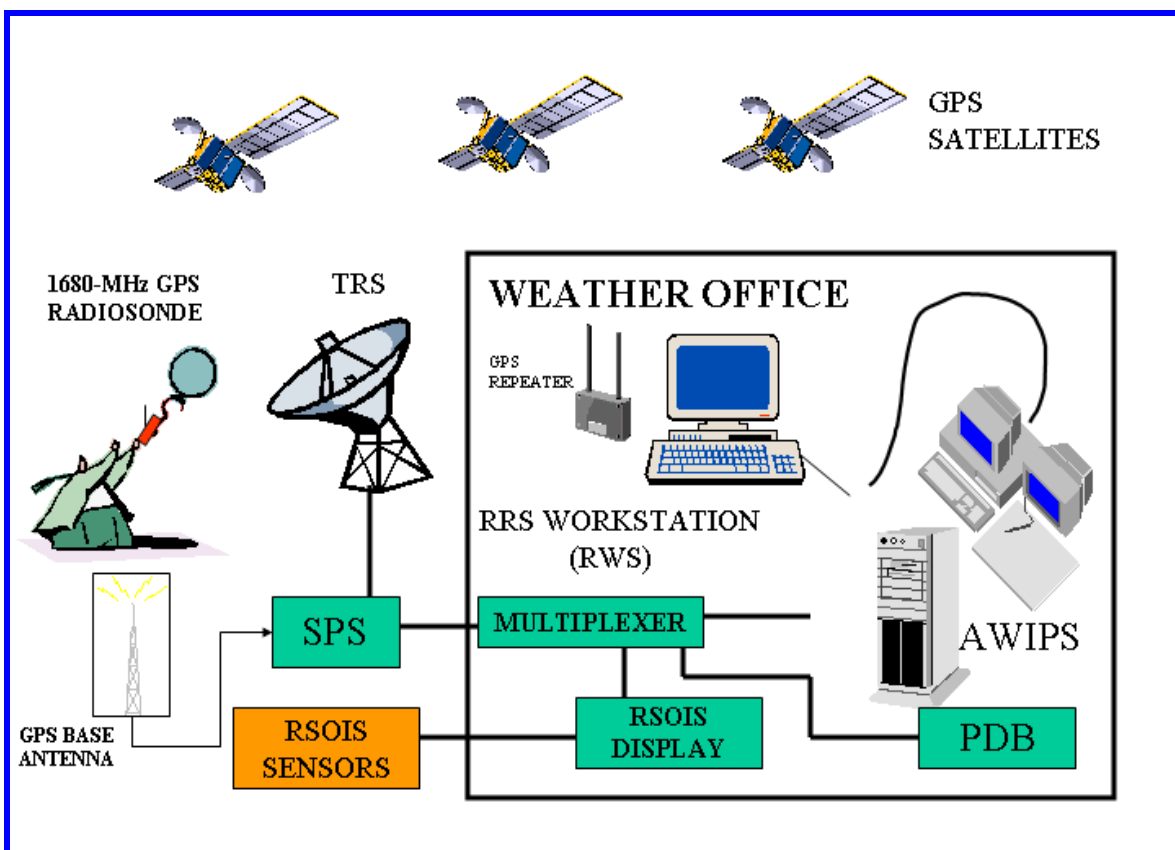 GPS
SATELLITES
1680-MHz GPS
RADIOSONDE
TRS
WEATHER OFFICE
GPS
REPEATER
RRS WORKSTATION
(RWS)
SPS
MULTIPLEXER
AWIPS
GPS BASE
ANTENNA
RSOIS
SENSORS
RSOIS
DISPLAY
PDB